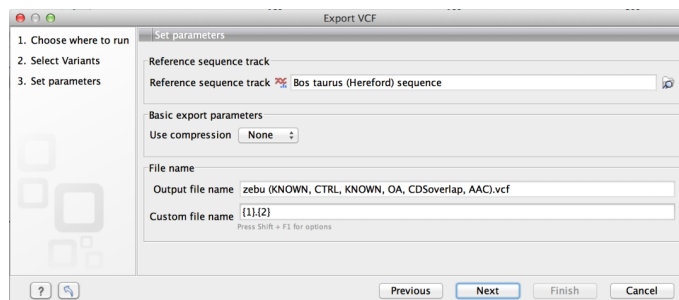 Export VCF
1. Choose where to run
2. Select Variants
3. Set parameters
Set parameters
Reference sequence track
Reference sequence track Bos taurus (Hereford) sequence
Basic export parameters
Use compression None
File name
Output file name zebu (KNOWN, CTRL, KNOWN, OA, CDSoverlap, AAC).vcf
Custom file name {1}.{2}
Press Shift + F1 for options
? Previous Next Finish Cancel